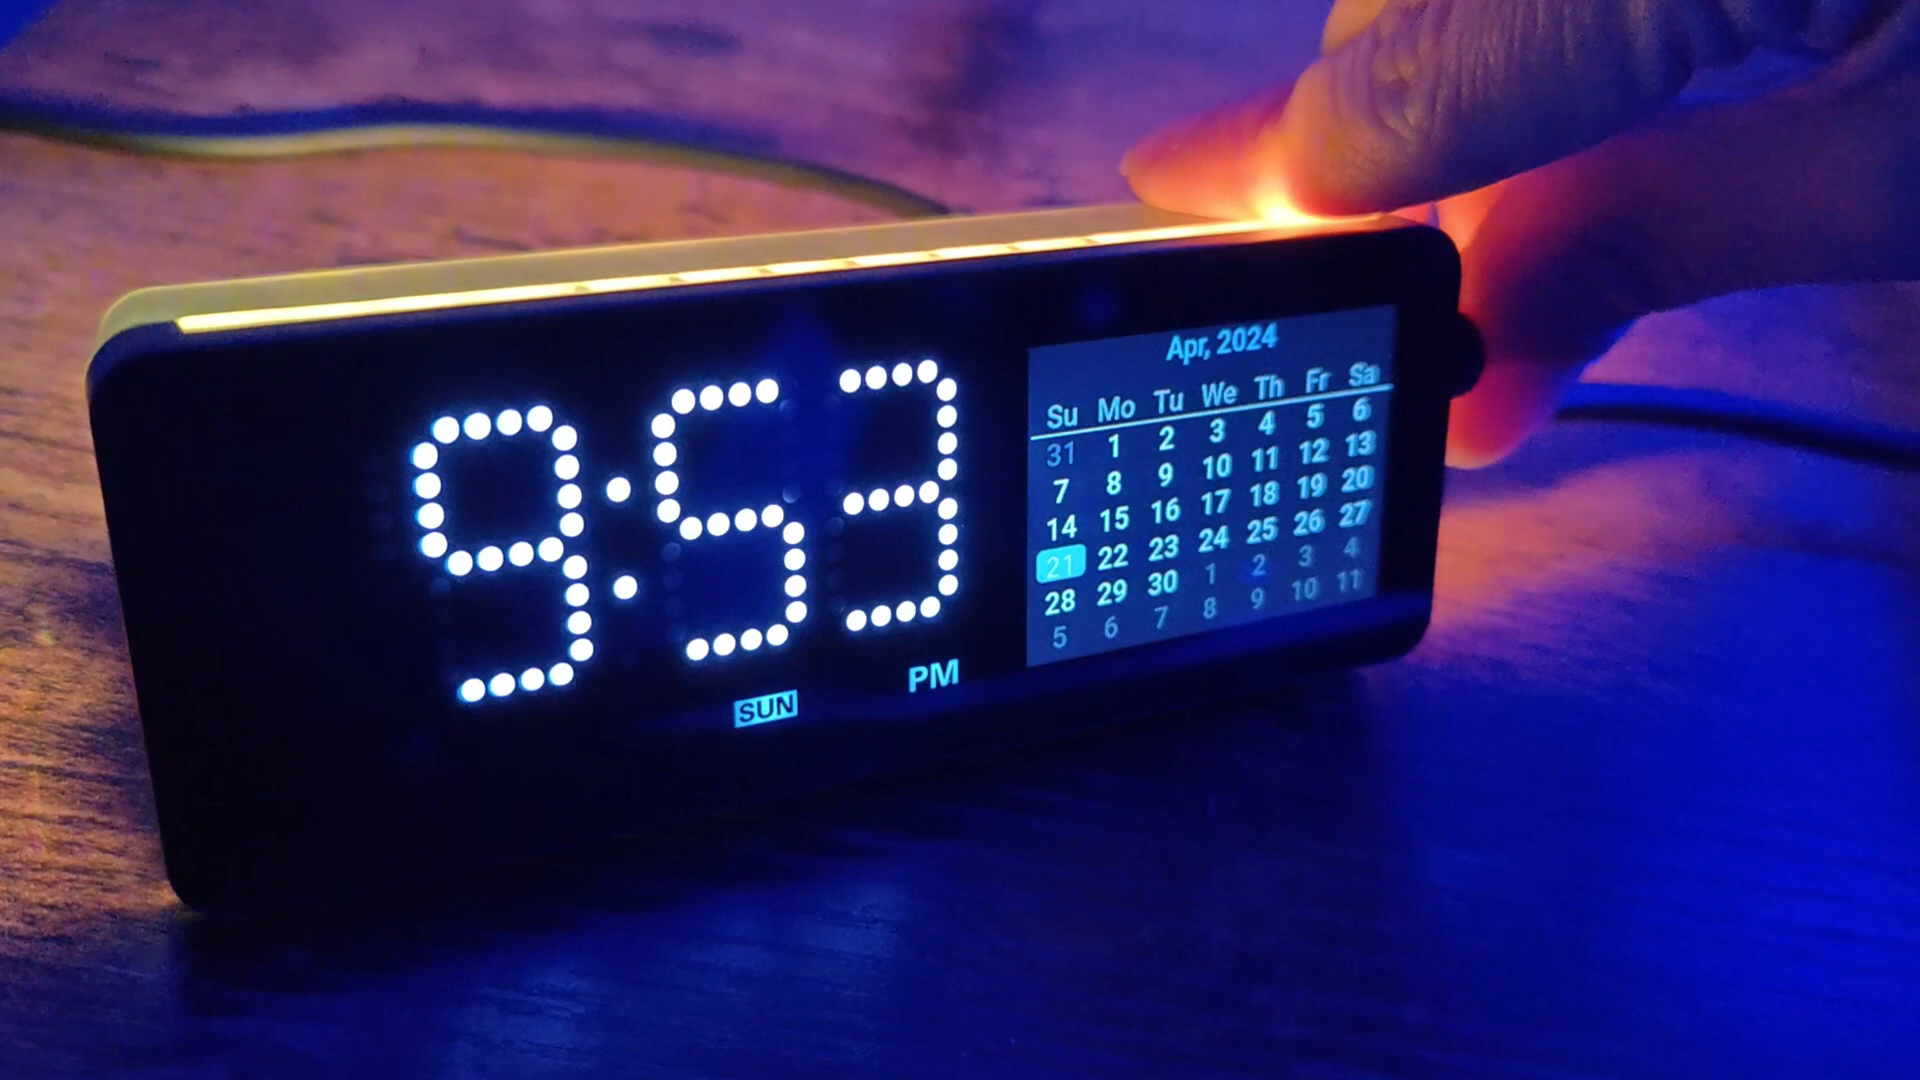 9:53
SUN PM
Apr, 2024
Su Mo Tu We Th Fr Sa
31 1 2 3 4 5 6
7 8 9 10 11 12 13
14 15 16 17 18 19 20
21 22 23 24 25 26 27
28 29 30 1 2 3 4
5 6 7 8 9 10 11